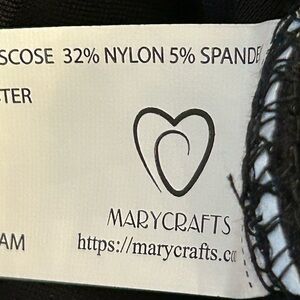 SCOSE 32% NYLON 5% SPANDE
TER
MARYCRAFTS
https://marycrafts.c
AM